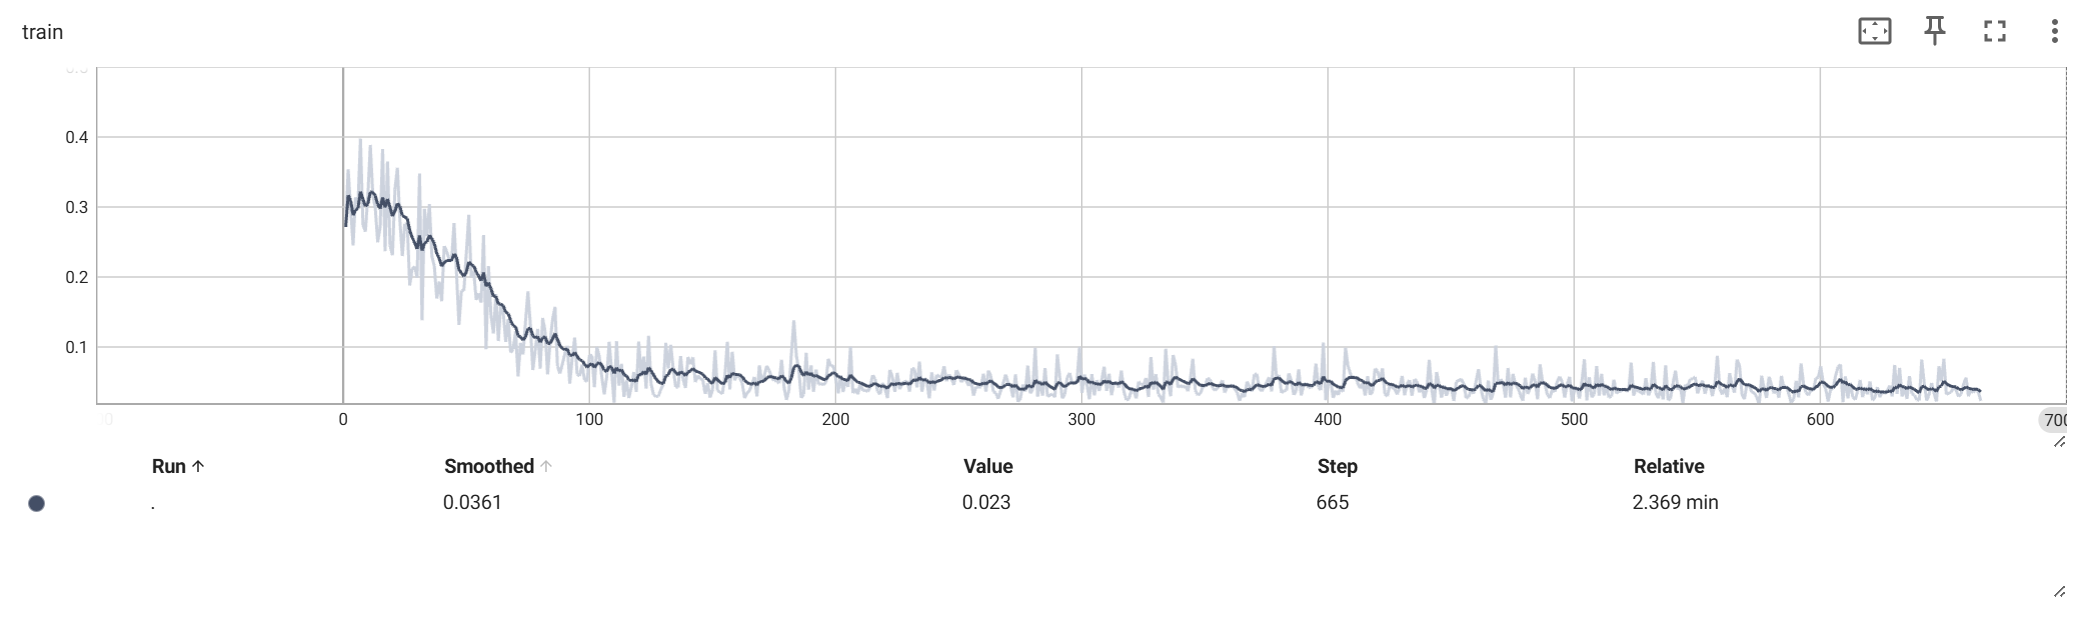 train
0.4
0.3
0.2
0.1
0 100 200 300 400 500 600 700
Run ↑ Smoothed ↑ Value Step Relative
. 0.0361 0.023 665 2.369 min